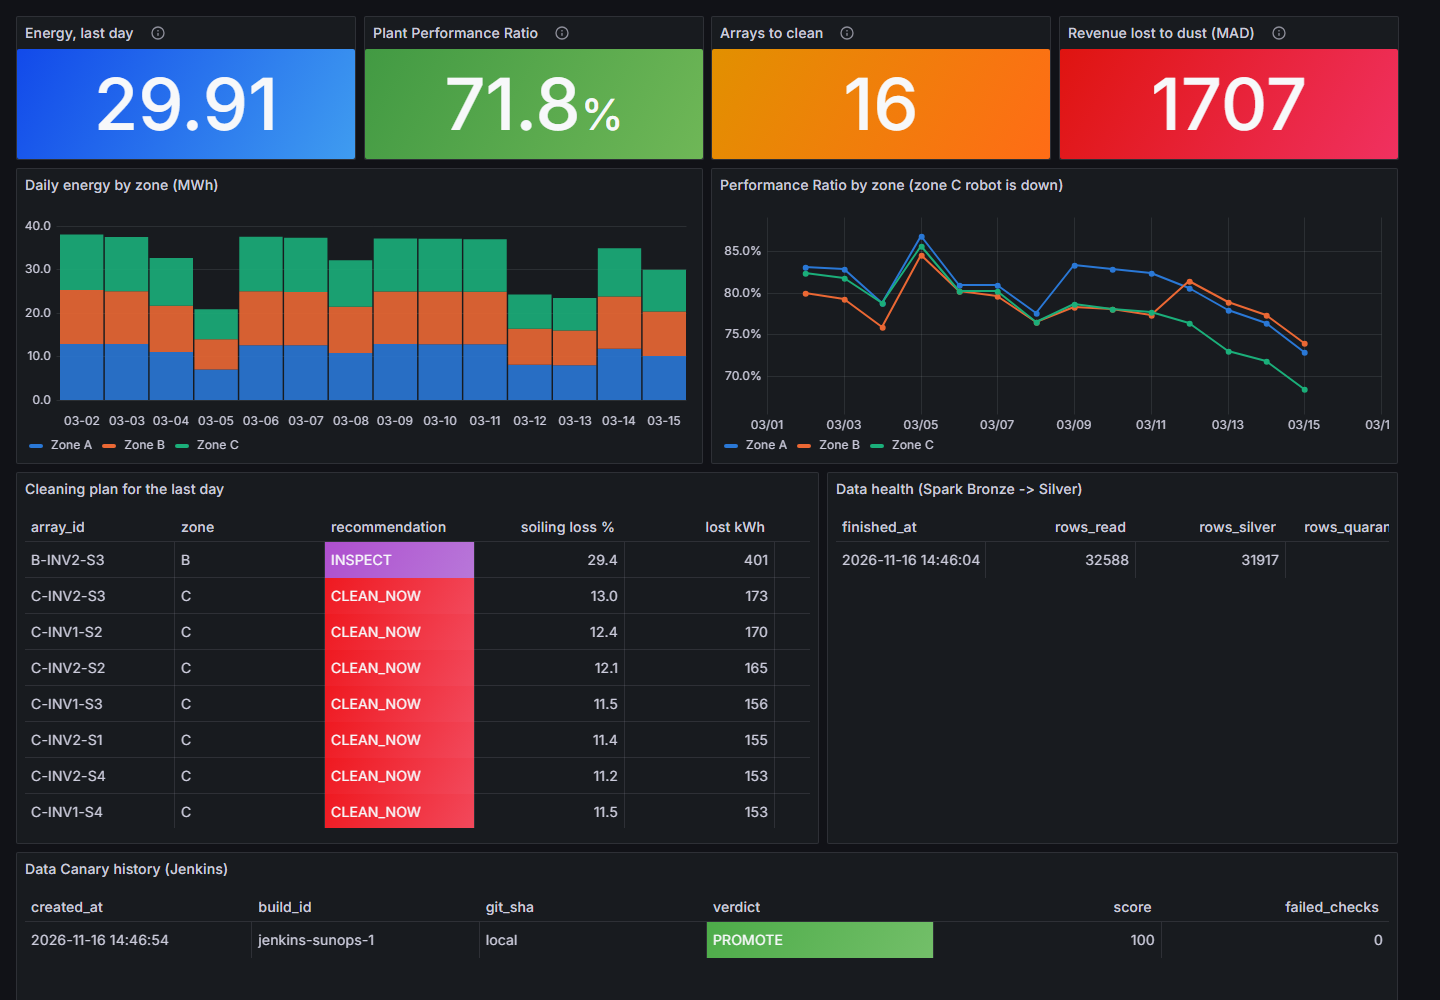 Energy, last day
Plant Performance Ratio
Arrays to clean
Revenue lost to dust (MAD)
29.91
71.8%
16
1707
Daily energy by zone (MWh)
40.0
30.0
20.0
10.0
0.0
03-02 03-03 03-04 03-05 03-06 03-07 03-08 03-09 03-10 03-11 03-12 03-13 03-14 03-15
Zone A Zone B Zone C
Performance Ratio by zone (zone C robot is down)
85.0%
80.0%
75.0%
70.0%
03/01 03/03 03/05 03/07 03/09 03/11 03/13 03/15 03/1
Zone A Zone B Zone C
Cleaning plan for the last day
array_id zone recommendation soiling loss % lost kWh
B-INV2-S3 B INSPECT 29.4 401
C-INV2-S3 C CLEAN_NOW 13.0 173
C-INV1-S2 C CLEAN_NOW 12.4 170
C-INV2-S2 C CLEAN_NOW 12.1 165
C-INV1-S3 C CLEAN_NOW 11.5 156
C-INV2-S1 C CLEAN_NOW 11.4 155
C-INV2-S4 C CLEAN_NOW 11.2 153
C-INV1-S4 C CLEAN_NOW 11.5 153
Data health (Spark Bronze -> Silver)
finished_at rows_read rows_silver rows_quaran
2026-11-16 14:46:04 32588 31917
Data Canary history (Jenkins)
created_at build_id git_sha verdict score failed_checks
2026-11-16 14:46:54 jenkins-sunops-1 local PROMOTE 100 0